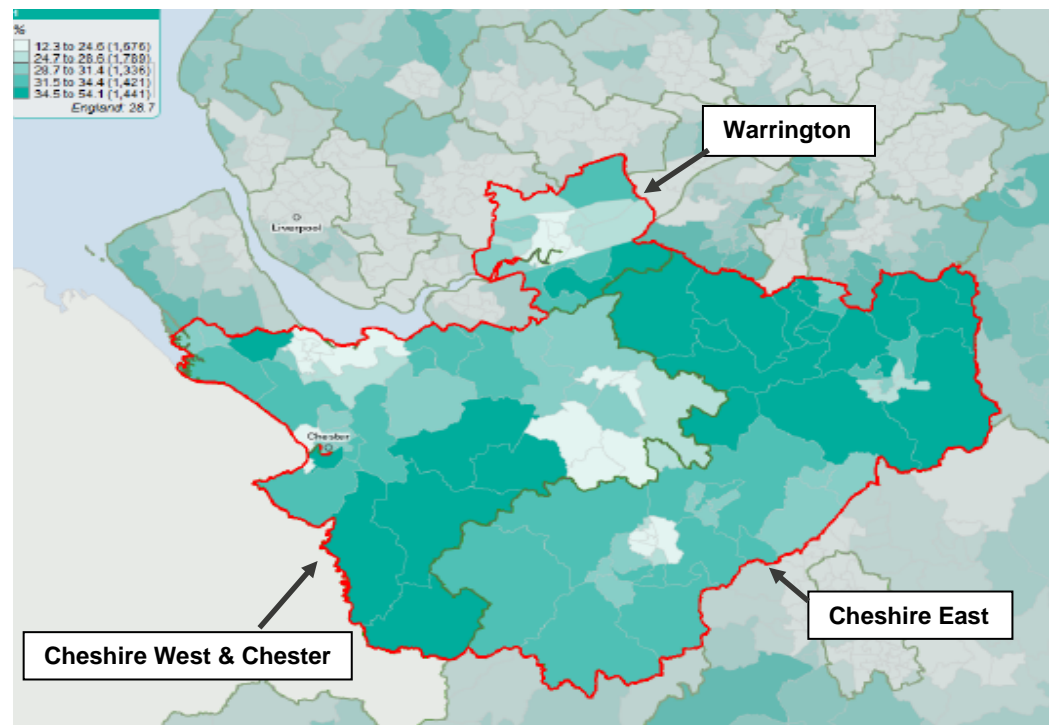 %
12.3 to 24.6 (1,676)
24.7 to 28.6 (1,789)
28.7 to 31.4 (1,336)
31.5 to 34.4 (1,421)
34.5 to 54.1 (1,441)
England: 28.7
Warrington
Liverpool
Chester
Cheshire East
Cheshire West & Chester